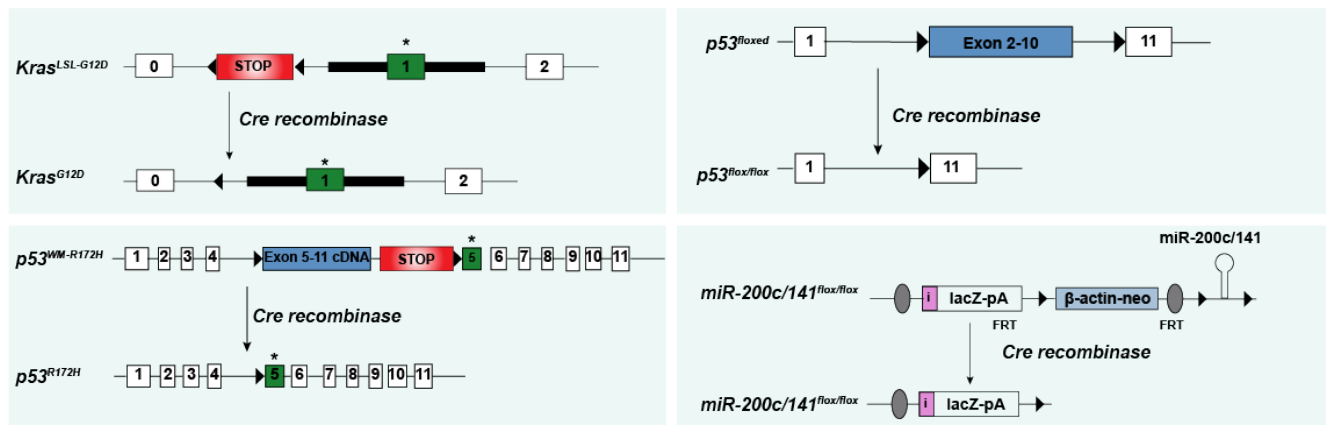 *
Kras^LSL-G12D 0 STOP 1 2
Cre recombinase
*
Kras^G12D 0 1 2
p53^floxed 1 Exon 2-10 11
Cre recombinase
p53^flox/flox 1 11
*
p53^WM-R172H 1 2 3 4 Exon 5-11 cDNA STOP 5 6 7 8 9 10 11
Cre recombinase
*
p53^R172H 1 2 3 4 5 6 7 8 9 10 11
miR-200c/141
miR-200c/141^flox/flox i lacZ-pA β-actin-neo
FRT FRT
Cre recombinase
miR-200c/141^flox/flox i lacZ-pA